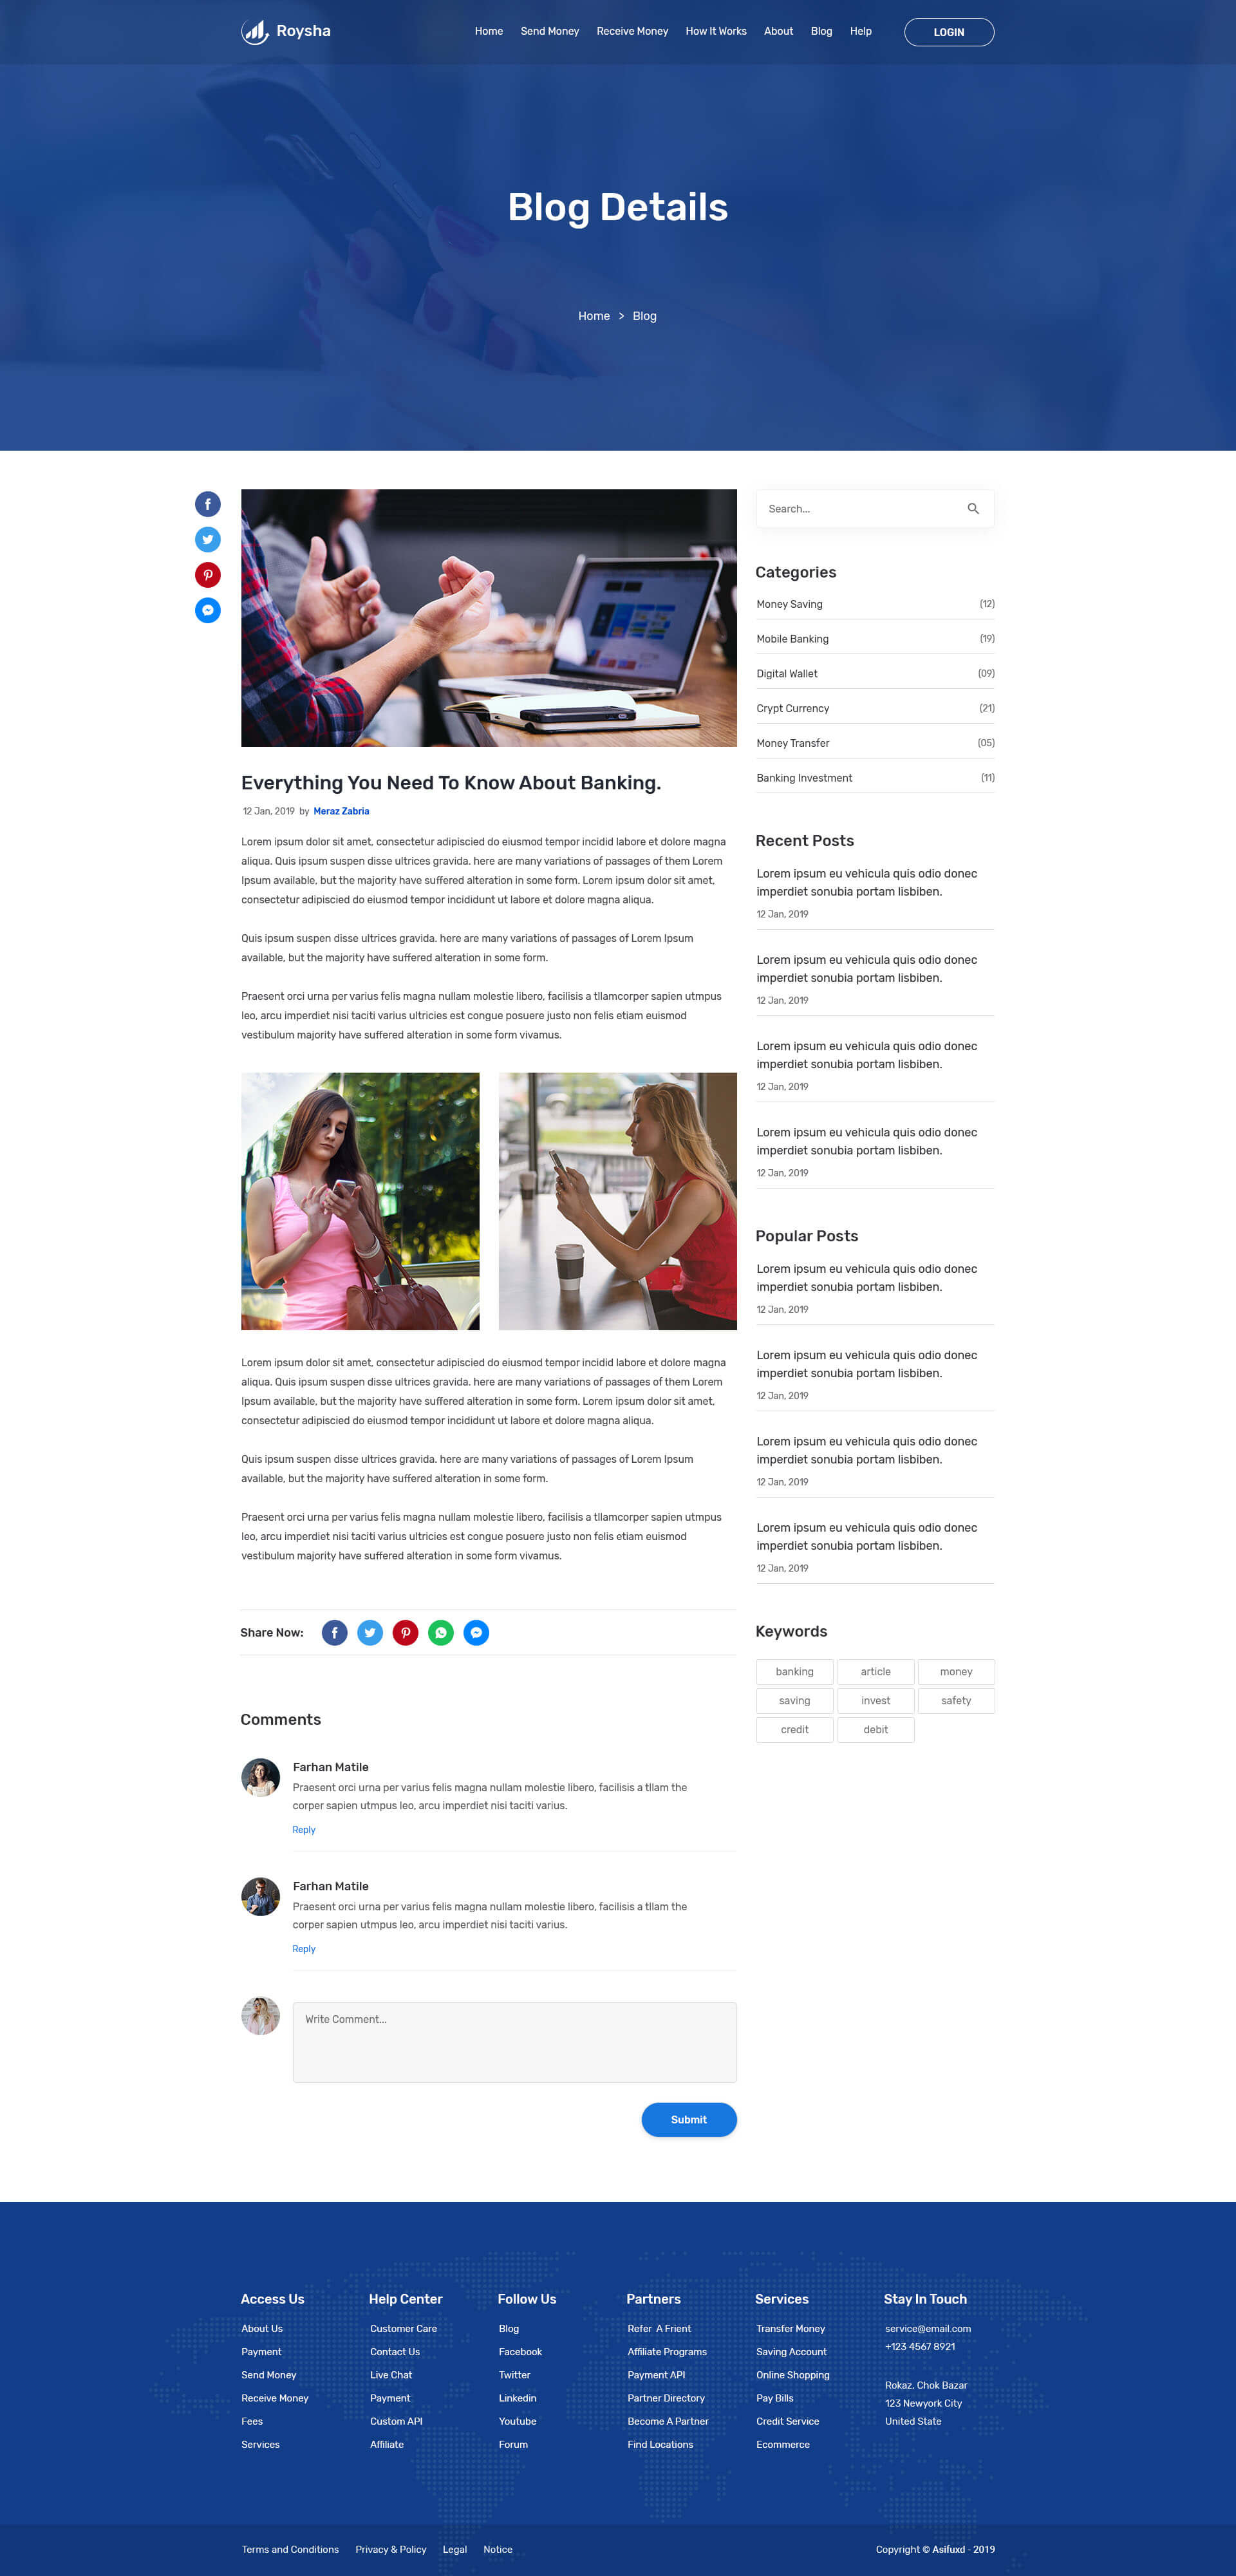 Roysha
Home Send Money Receive Money How It Works About Blog Help LOGIN
Blog Details
Home > Blog
Everything You Need To Know About Banking.
12 Jan, 2019 by Meraz Zabria
Lorem ipsum dolor sit amet, consectetur adipiscied do eiusmod tempor incidid labore et dolore magna
aliqua. Quis ipsum suspen disse ultrices gravida. here are many variations of passages of them Lorem
Ipsum available, but the majority have suffered alteration in some form. Lorem ipsum dolor sit amet,
consectetur adipiscied do eiusmod tempor incididunt ut labore et dolore magna aliqua.
Quis ipsum suspen disse ultrices gravida. here are many variations of passages of Lorem Ipsum
available, but the majority have suffered alteration in some form.
Praesent orci urna per varius felis magna nullam molestie libero, facilisis a tllamcorper sapien utmpus
leo, arcu imperdiet nisi taciti varius ultricies est congue posuere justo non felis etiam euismod
vestibulum majority have suffered alteration in some form vivamus.
Lorem ipsum dolor sit amet, consectetur adipiscied do eiusmod tempor incidid labore et dolore magna
aliqua. Quis ipsum suspen disse ultrices gravida. here are many variations of passages of them Lorem
Ipsum available, but the majority have suffered alteration in some form. Lorem ipsum dolor sit amet,
consectetur adipiscied do eiusmod tempor incididunt ut labore et dolore magna aliqua.
Quis ipsum suspen disse ultrices gravida. here are many variations of passages of Lorem Ipsum
available, but the majority have suffered alteration in some form.
Praesent orci urna per varius felis magna nullam molestie libero, facilisis a tllamcorper sapien utmpus
leo, arcu imperdiet nisi taciti varius ultricies est congue posuere justo non felis etiam euismod
vestibulum majority have suffered alteration in some form vivamus.
Share Now:
Comments
Farhan Matile
Praesent orci urna per varius felis magna nullam molestie libero, facilisis a tllam the
corper sapien utmpus leo, arcu imperdiet nisi taciti varius.
Reply
Farhan Matile
Praesent orci urna per varius felis magna nullam molestie libero, facilisis a tllam the
corper sapien utmpus leo, arcu imperdiet nisi taciti varius.
Reply
Write Comment...
Submit
Search...
Categories
Money Saving (12)
Mobile Banking (19)
Digital Wallet (09)
Crypt Currency (21)
Money Transfer (05)
Banking Investment (11)
Recent Posts
Lorem ipsum eu vehicula quis odio donec
imperdiet sonubia portam lisbiben.
12 Jan, 2019
Lorem ipsum eu vehicula quis odio donec
imperdiet sonubia portam lisbiben.
12 Jan, 2019
Lorem ipsum eu vehicula quis odio donec
imperdiet sonubia portam lisbiben.
12 Jan, 2019
Lorem ipsum eu vehicula quis odio donec
imperdiet sonubia portam lisbiben.
12 Jan, 2019
Popular Posts
Lorem ipsum eu vehicula quis odio donec
imperdiet sonubia portam lisbiben.
12 Jan, 2019
Lorem ipsum eu vehicula quis odio donec
imperdiet sonubia portam lisbiben.
12 Jan, 2019
Lorem ipsum eu vehicula quis odio donec
imperdiet sonubia portam lisbiben.
12 Jan, 2019
Lorem ipsum eu vehicula quis odio donec
imperdiet sonubia portam lisbiben.
12 Jan, 2019
Keywords
banking article money
saving invest safety
credit debit
Access Us
About Us
Payment
Send Money
Receive Money
Fees
Services
Help Center
Customer Care
Contact Us
Live Chat
Payment
Custom API
Affiliate
Follow Us
Blog
Facebook
Twitter
Linkedin
Youtube
Forum
Partners
Refer A Frient
Affiliate Programs
Payment API
Partner Directory
Become A Partner
Find Locations
Services
Transfer Money
Saving Account
Online Shopping
Pay Bills
Credit Service
Ecommerce
Stay In Touch
service@email.com
+123 4567 8921
Rokaz, Chok Bazar
123 Newyork City
United State
Terms and Conditions Privacy & Policy Legal Notice
Copyright © Asifuxd - 2019